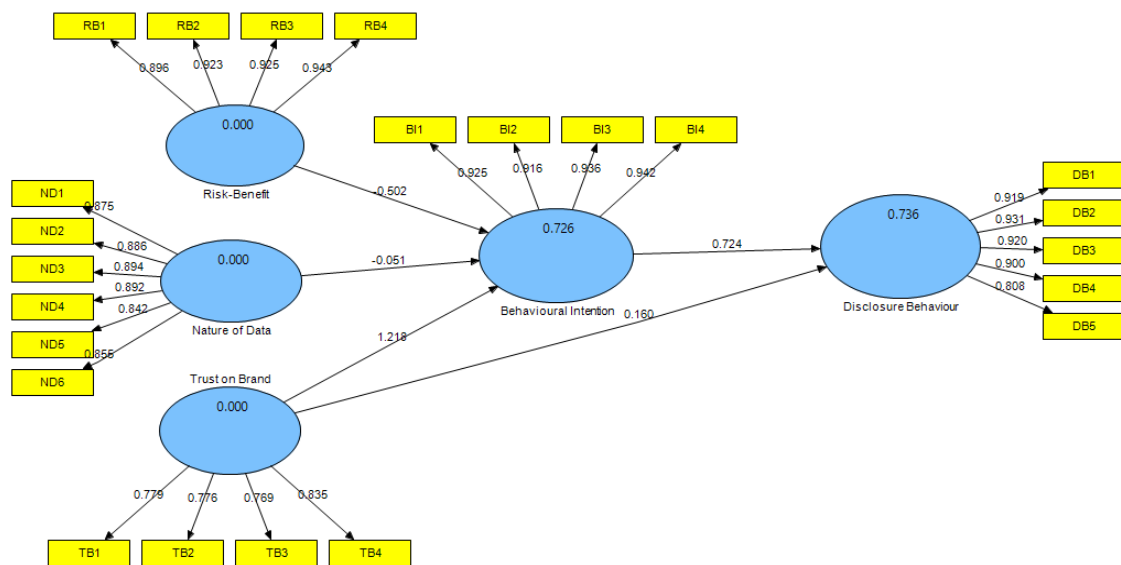 RB1
RB2
RB3
RB4
0.896
0.923
0.925
0.943
0.000
Risk-Benefit
BI1
BI2
BI3
BI4
0.925
0.916
0.936
0.942
0.726
Behavioural Intention
-0.502
ND1
ND2
ND3
ND4
ND5
ND6
0.875
0.886
0.894
0.892
0.842
0.855
0.000
Nature of Data
-0.051
Trust on Brand
0.000
1.218
0.160
0.724
0.779
0.776
0.769
0.835
TB1
TB2
TB3
TB4
0.736
Disclosure Behaviour
0.919
0.931
0.920
0.900
0.808
DB1
DB2
DB3
DB4
DB5